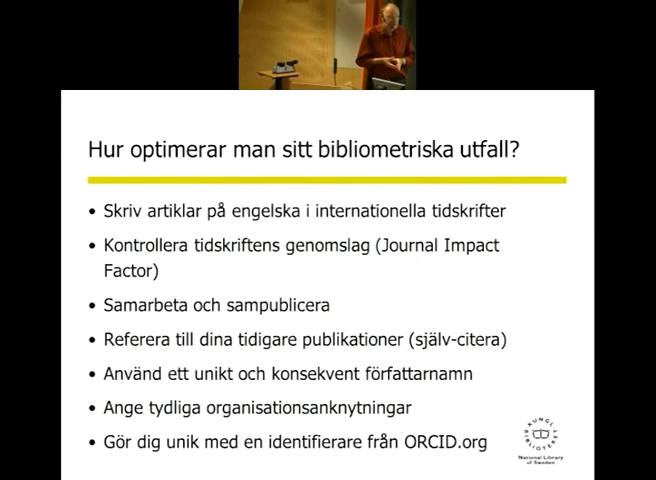 Hur optimerar man sitt bibliometriska utfall?
• Skriv artiklar på engelska i internationella tidskrifter
• Kontrollera tidskriftens genomslag (Journal Impact
Factor)
• Samarbeta och sampublicera
• Referera till dina tidigare publikationer (själv-citera)
• Använd ett unikt och konsekvent författarnamn
• Ange tydliga organisationsanknytningar
• Gör dig unik med en identifierare från ORCID.org
KUNGL.
BIBLIOTEKET
National Library
of Sweden